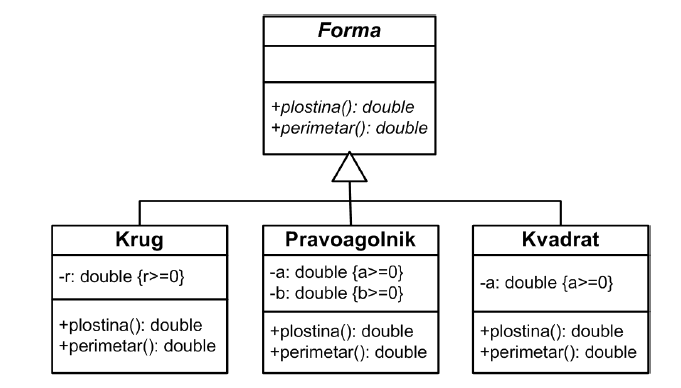 Forma
+plostina(): double
+perimetar(): double
Krug
-r: double {r>=0}
+plostina(): double
+perimetar(): double
Pravoagolnik
-a: double {a>=0}
-b: double {b>=0}
+plostina(): double
+perimetar(): double
Kvadrat
-a: double {a>=0}
+plostina(): double
+perimetar(): double